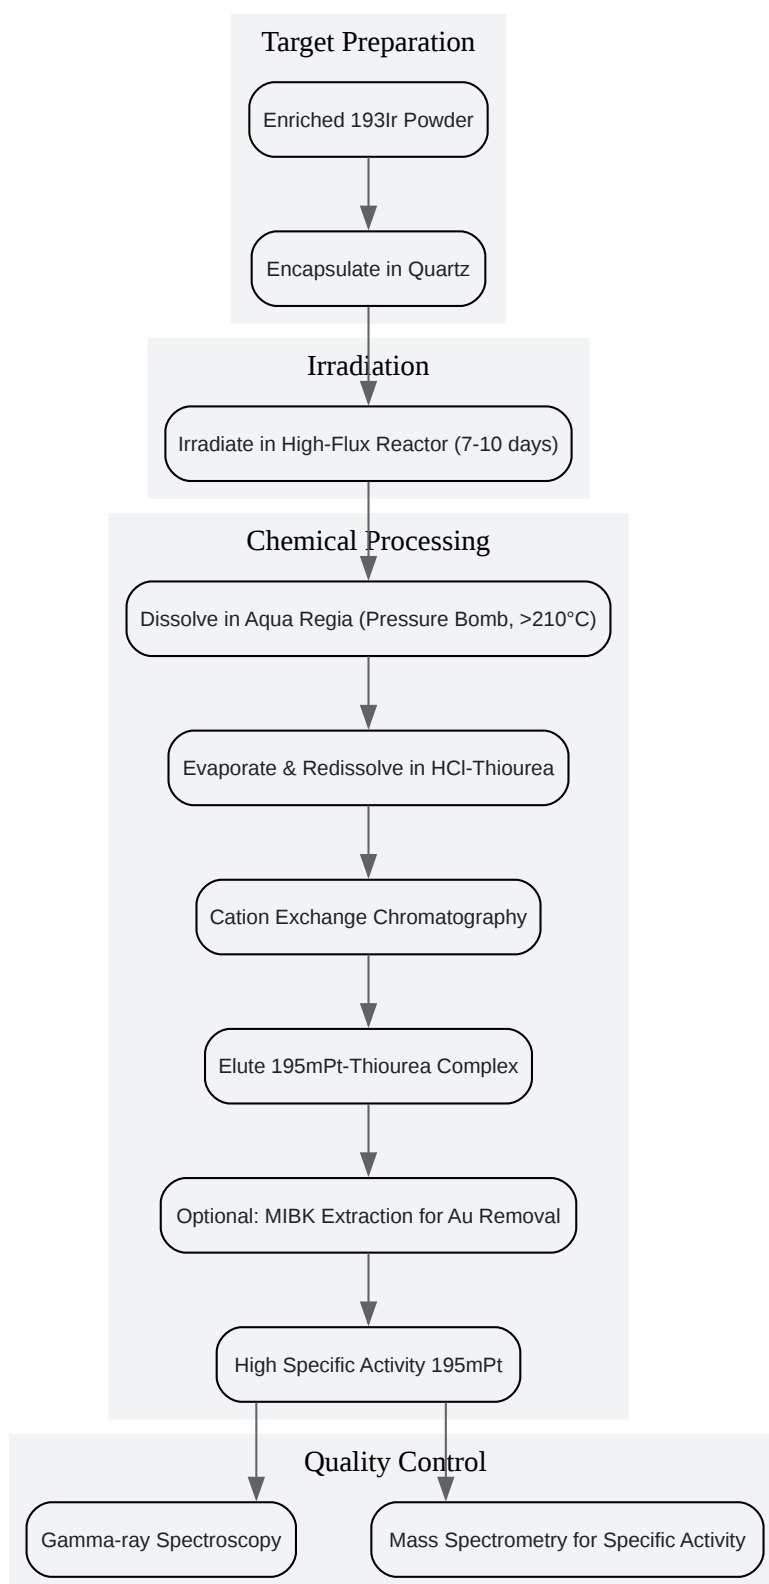 Target Preparation
Enriched 193Ir Powder
Encapsulate in Quartz
Irradiation
Irradiate in High-Flux Reactor (7-10 days)
Chemical Processing
Dissolve in Aqua Regia (Pressure Bomb, >210°C)
Evaporate & Redissolve in HCl-Thiourea
Cation Exchange Chromatography
Elute 195mPt-Thiourea Complex
Optional: MIBK Extraction for Au Removal
High Specific Activity 195mPt
Quality Control
Gamma-ray Spectroscopy
Mass Spectrometry for Specific Activity